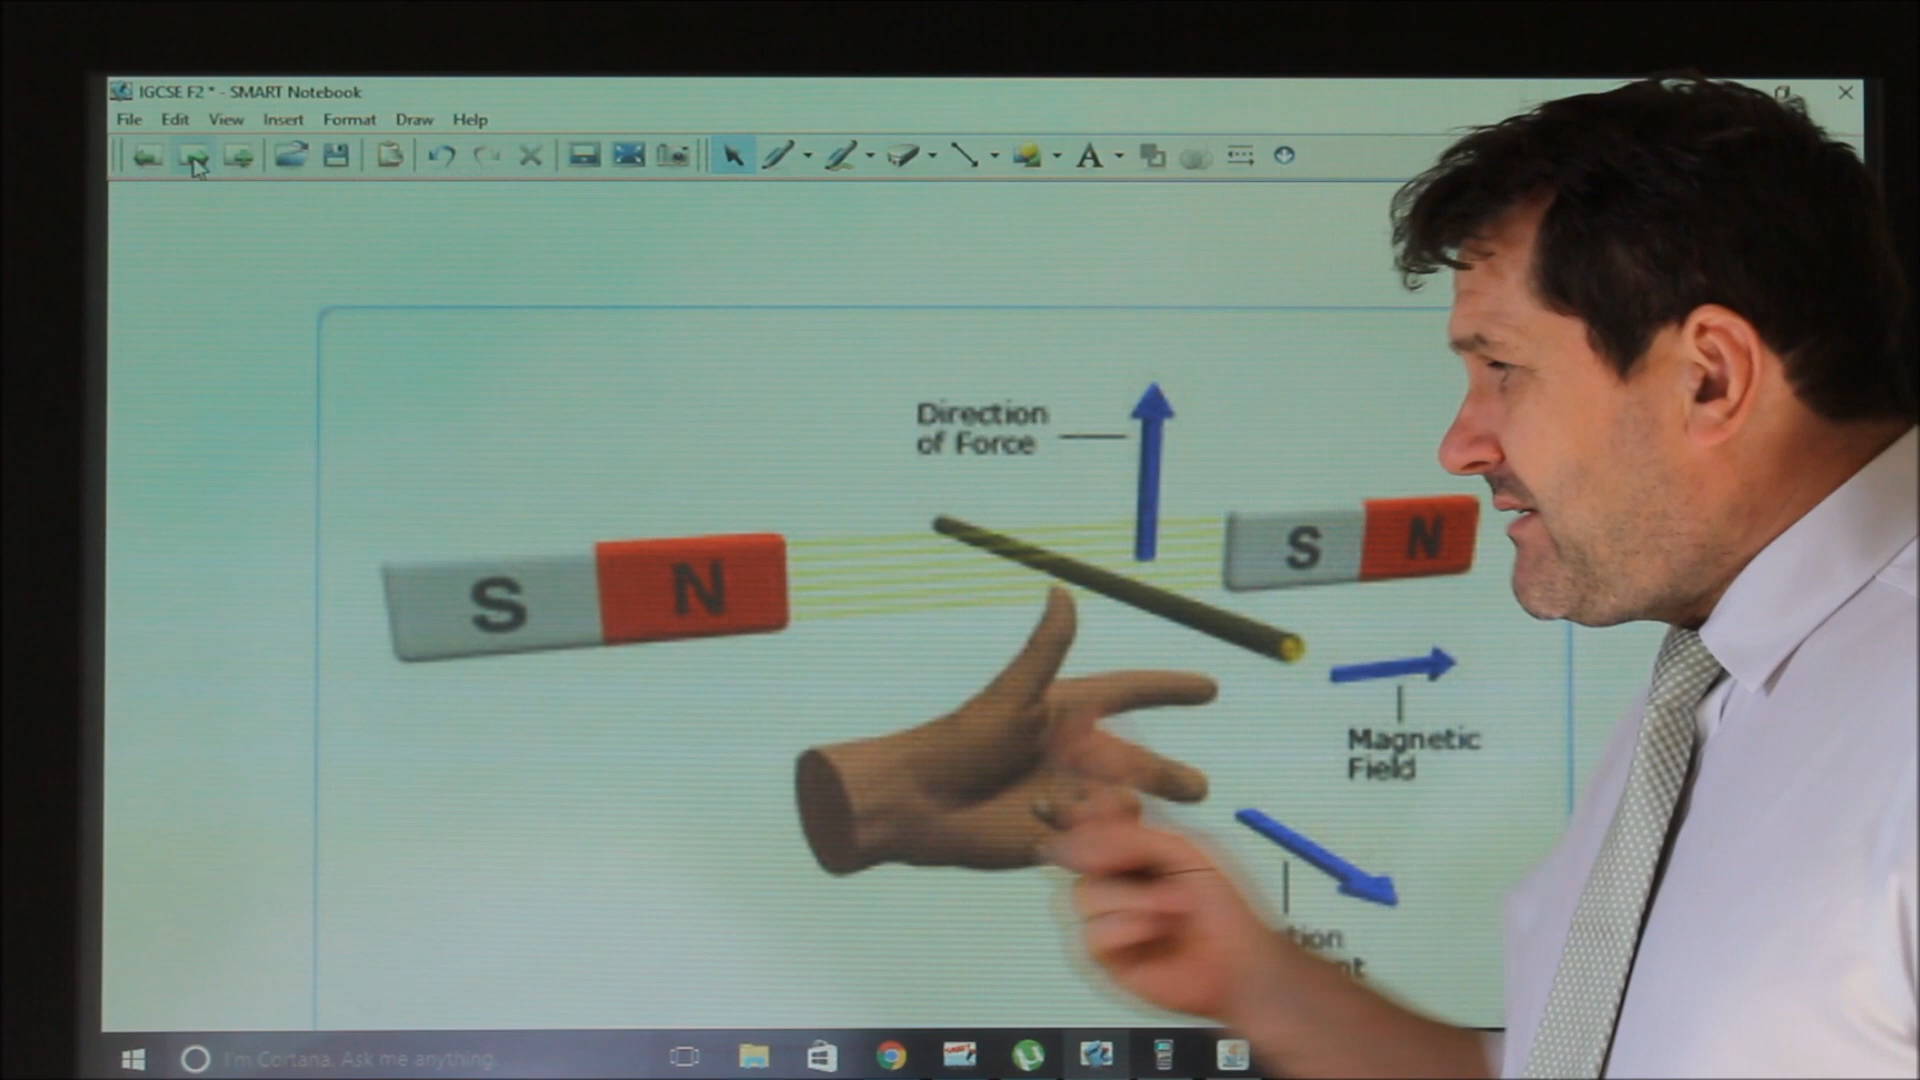 IGCSE F2 * - SMART Notebook
File Edit View Insert Format Draw Help
A
Direction
of Force
S N
S N
Magnetic
Field
I'm Cortana. Ask me anything.